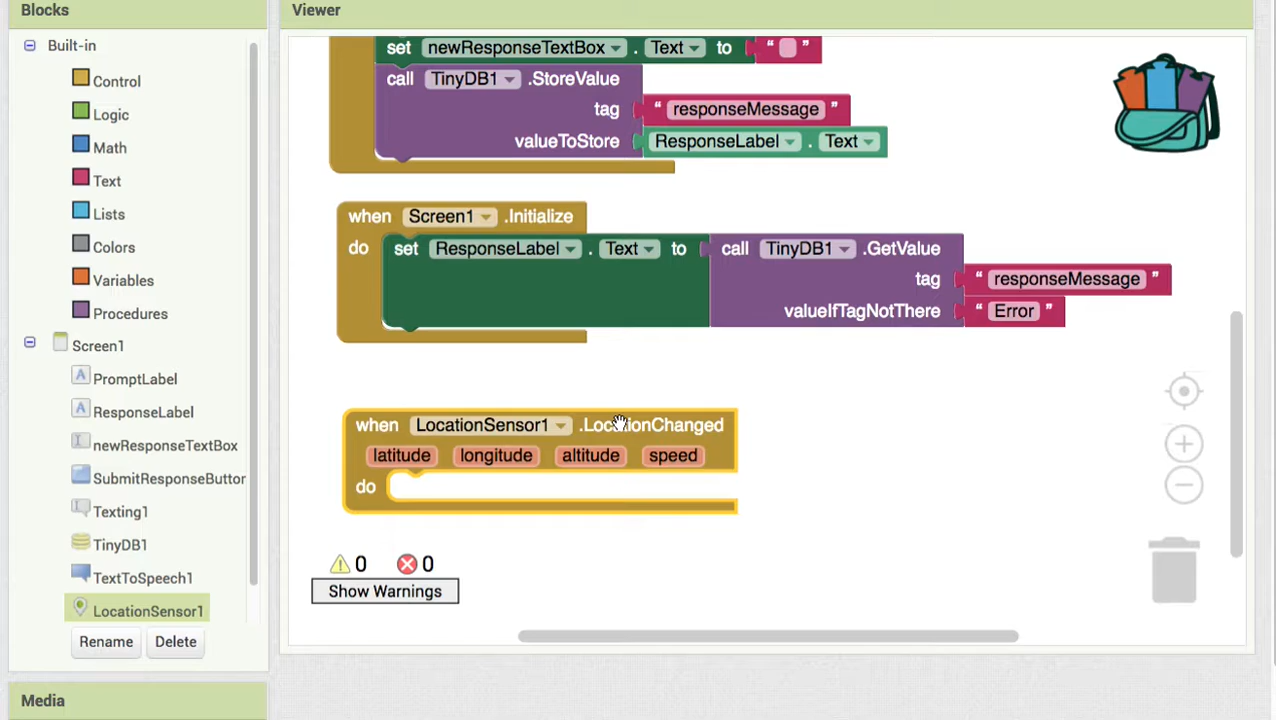 Blocks
Built-in
Control
Logic
Math
Text
Lists
Colors
Variables
Procedures
Screen1
PromptLabel
ResponseLabel
newResponseTextBox
SubmitResponseButtor
Texting1
TinyDB1
TextToSpeech1
LocationSensor1
Rename Delete
Media
Viewer
set newResponseTextBox . Text to “ ”
call TinyDB1 .StoreValue
tag “ responseMessage ”
valueToStore ResponseLabel . Text
when Screen1 .Initialize
do set ResponseLabel . Text to call TinyDB1 .GetValue
tag “ responseMessage ”
valueIfTagNotThere “ Error ”
when LocationSensor1 .LocationChanged
latitude longitude altitude speed
do
0 0
Show Warnings